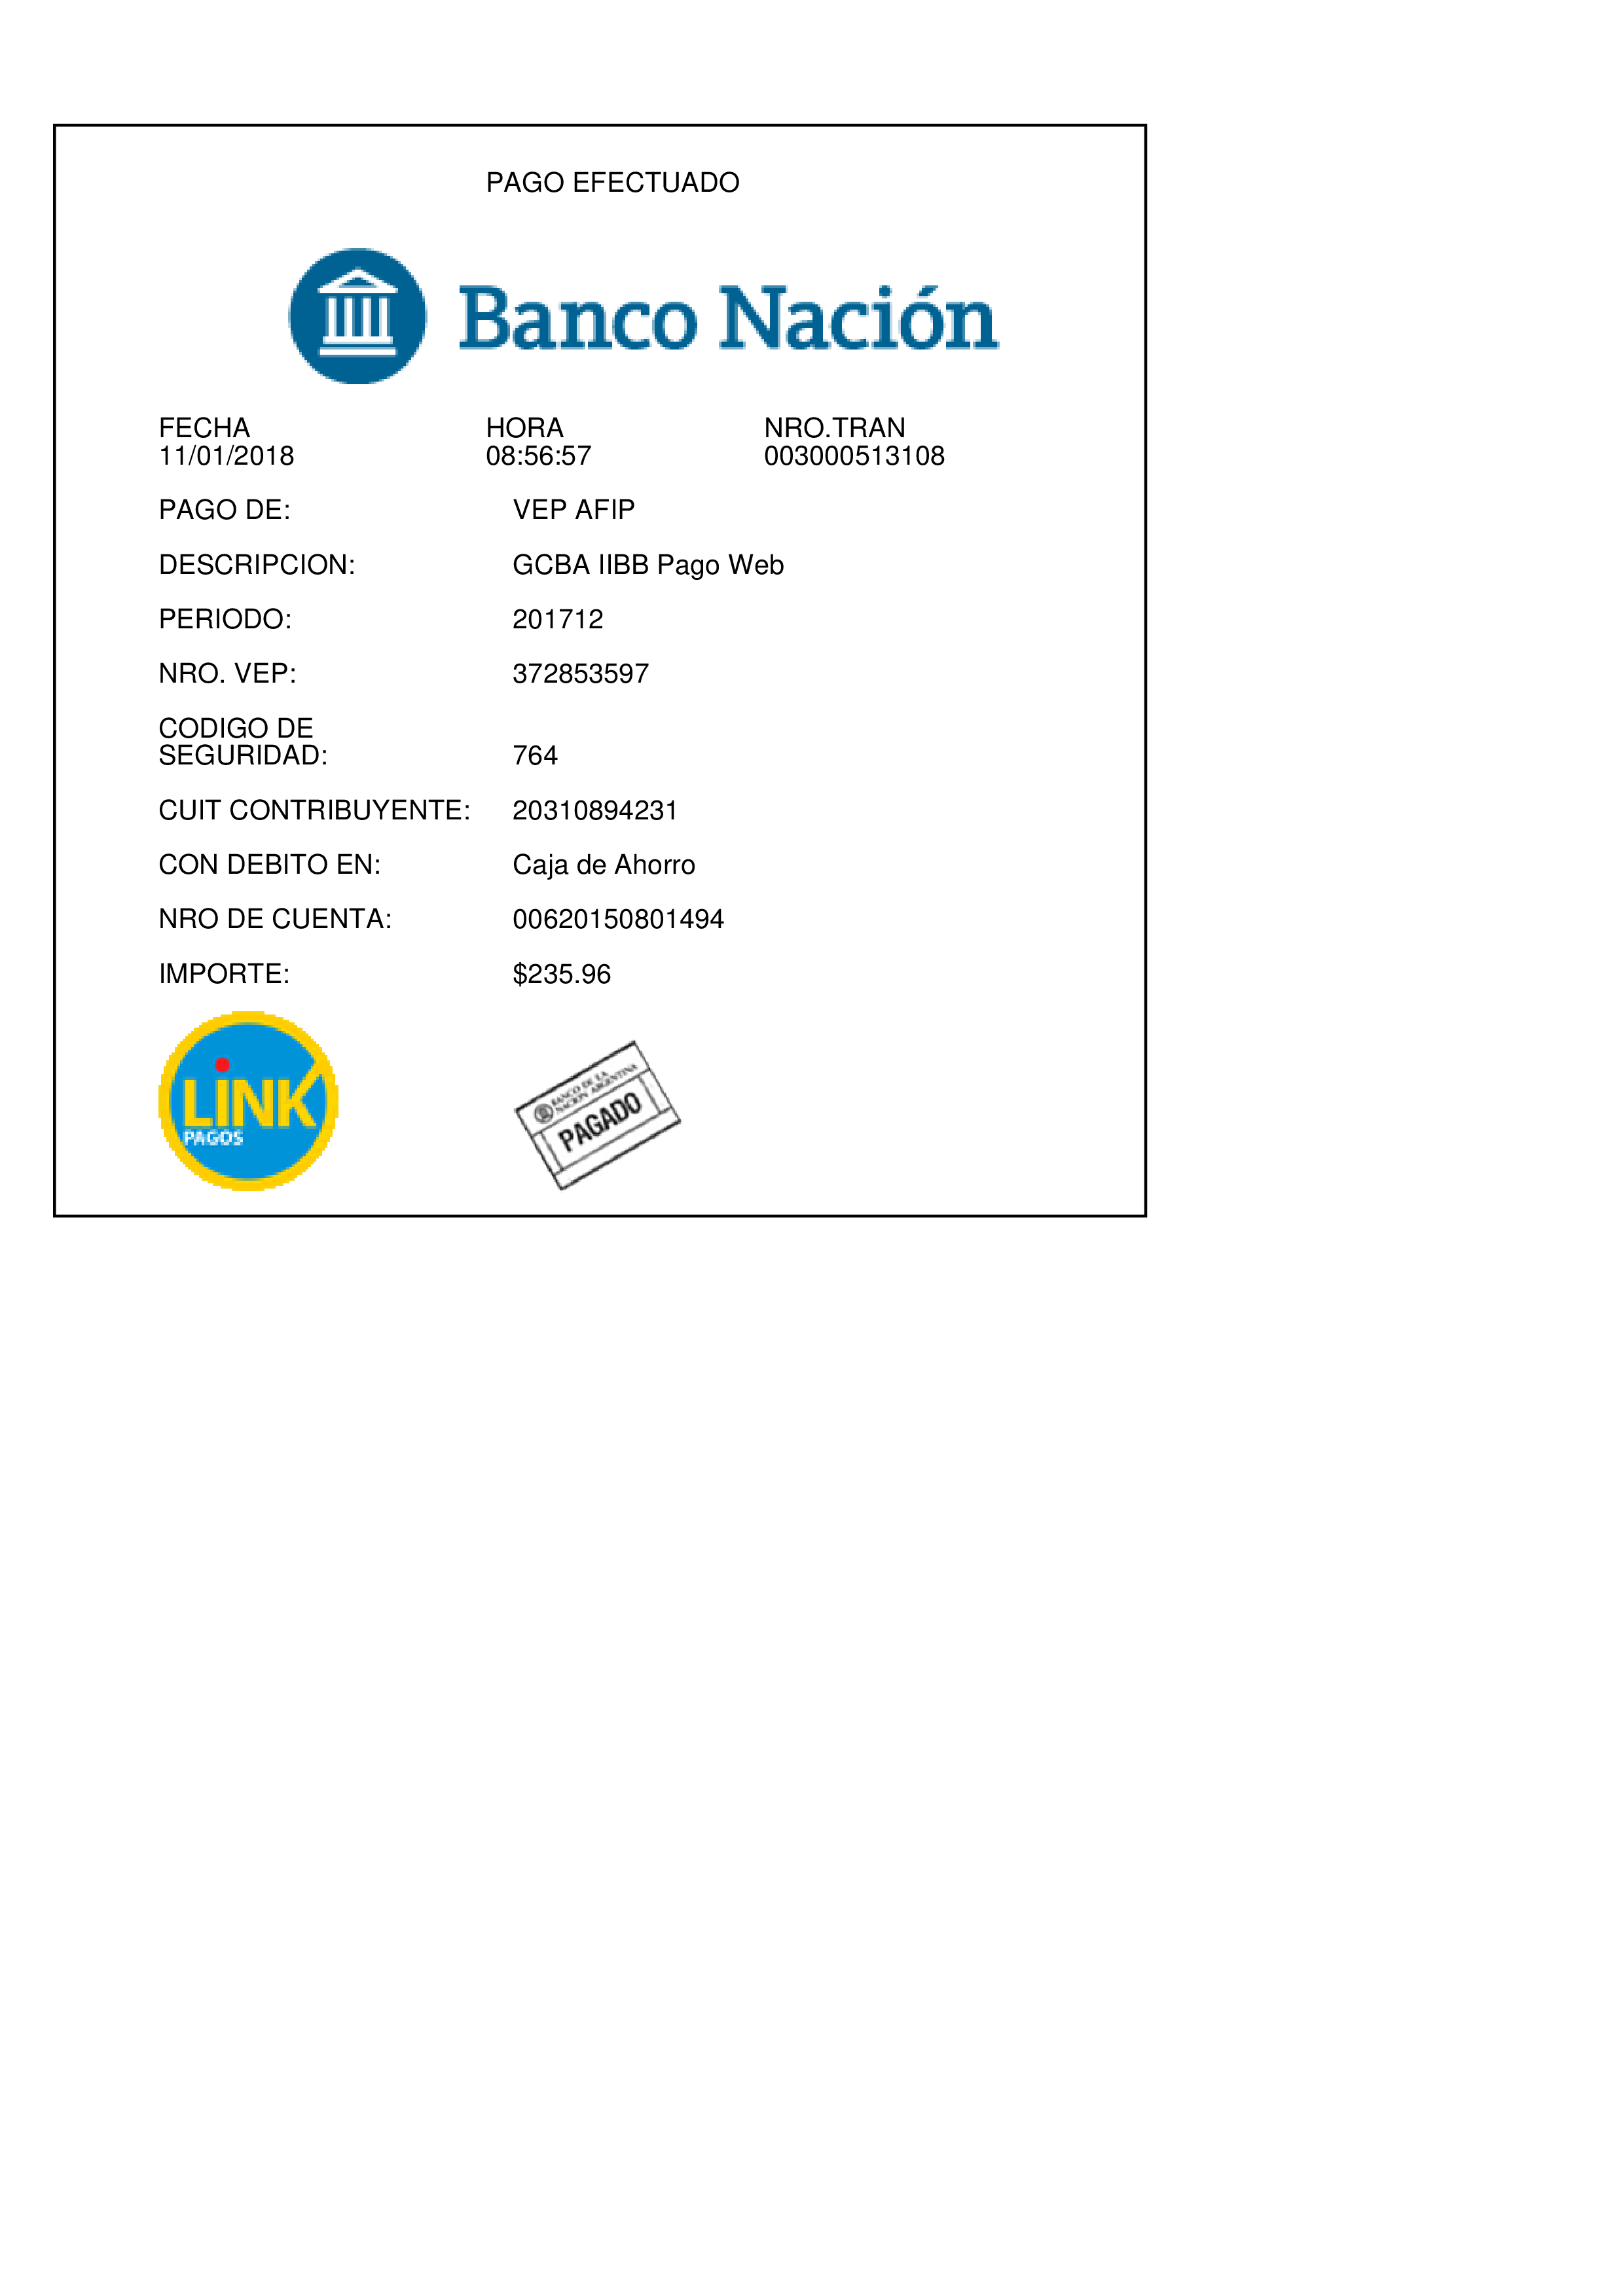 PAGO EFECTUADO
Banco Nación
FECHA HORA NRO.TRAN
11/01/2018 08:56:57 003000513108
PAGO DE: VEP AFIP
DESCRIPCION: GCBA IIBB Pago Web
PERIODO: 201712
NRO. VEP: 372853597
CODIGO DE
SEGURIDAD: 764
CUIT CONTRIBUYENTE: 20310894231
CON DEBITO EN: Caja de Ahorro
NRO DE CUENTA: 00620150801494
IMPORTE: $235.96
LINK
PAGOS
BANCO DE LA
NACION ARGENTINA
PAGADO